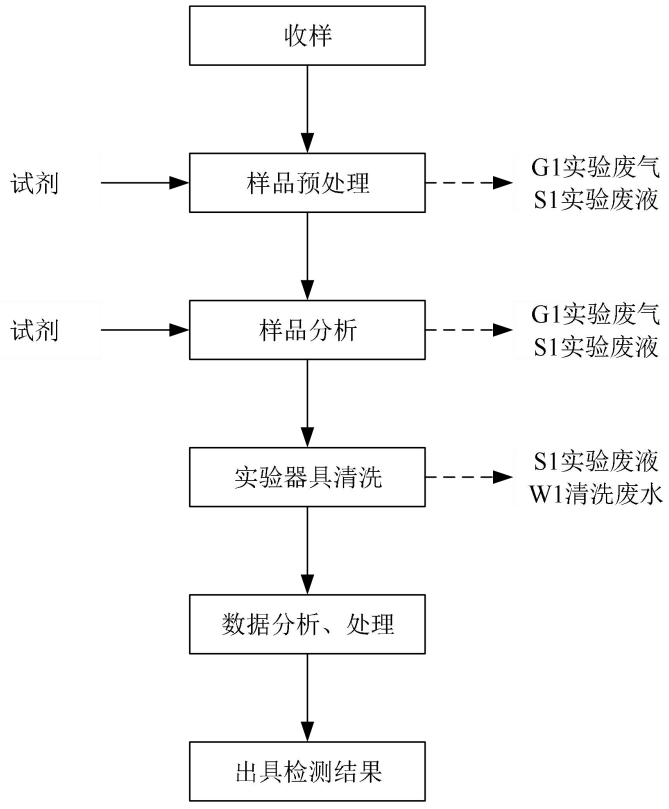 收样
试剂
样品预处理
G1实验废气
S1实验废液
试剂
样品分析
G1实验废气
S1实验废液
实验器具清洗
S1实验废液
W1清洗废水
数据分析、处理
出具检测结果